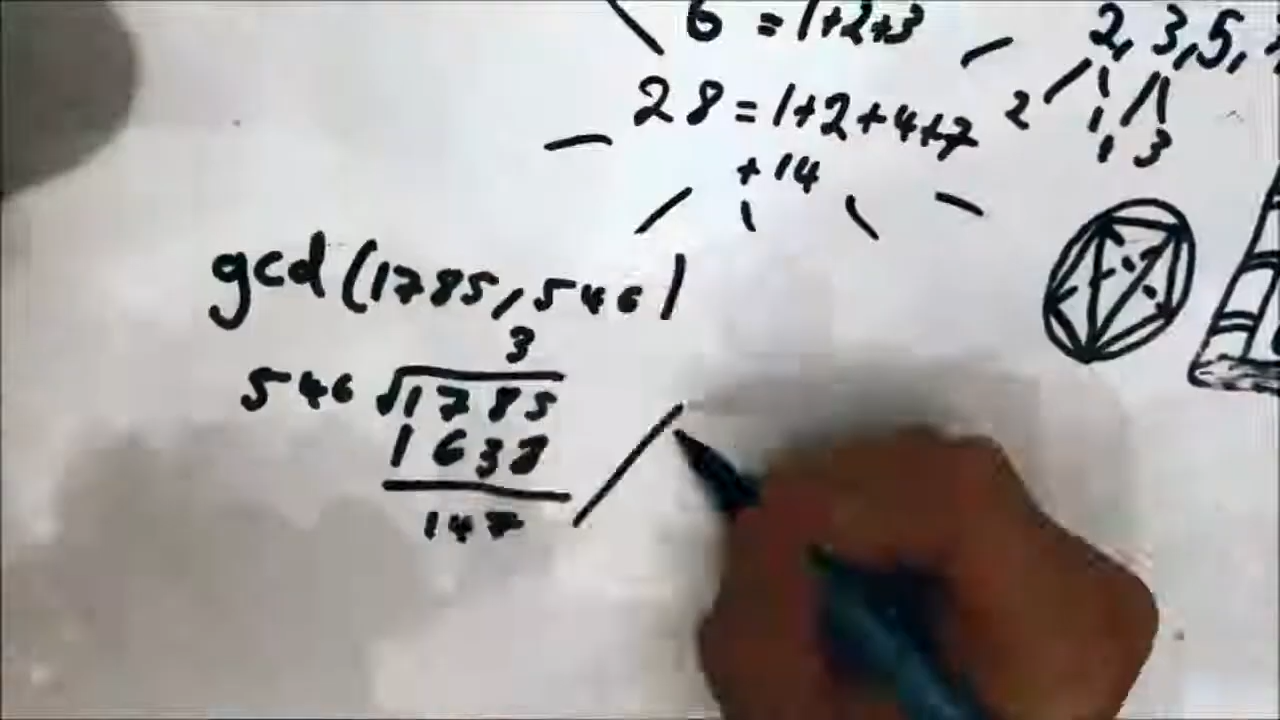 6 = 1+2+3
28 = 1+2+4+7
+14
2, 3, 5,
2 1
1 3
gcd (1785, 546)
3
546 √1785
1638
147